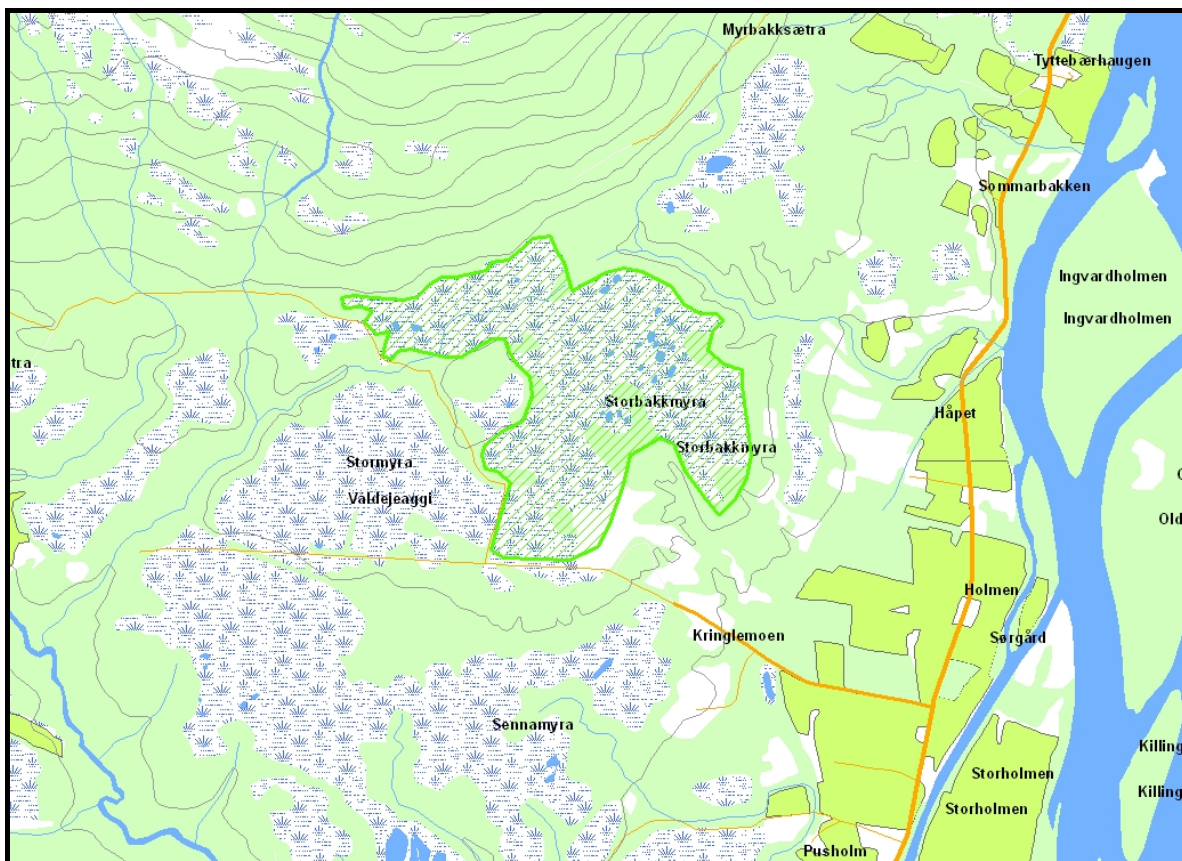 Myrbakksætra
Tyttebærhaugen
Sommarbakken
Ingvardholmen
Ingvardholmen
tra
Storbakkmyra
Håpet
Storbakkmyra
Stormyra
Váldejeaggi
Old
Holmen
Kringlemoen
Sørgård
Sennamyra
Killing
Storholmen
Killing
Storholmen
Pusholm